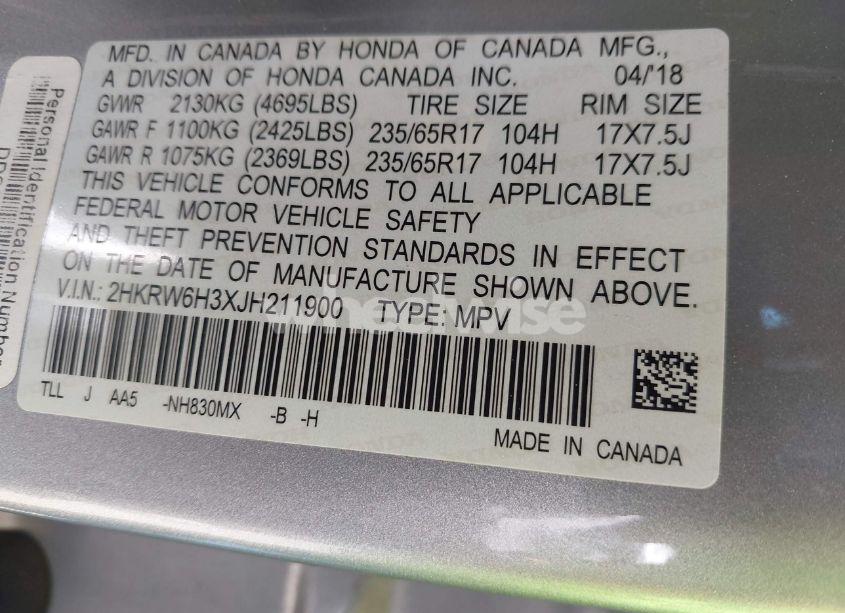 MFD. IN CANADA BY HONDA OF CANADA MFG.,
A DIVISION OF HONDA CANADA INC. 04/'18
GVWR 2130KG (4695LBS) TIRE SIZE RIM SIZE
GAWR F 1100KG (2425LBS) 235/65R17 104H 17X7.5J
GAWR R 1075KG (2369LBS) 235/65R17 104H 17X7.5J
THIS VEHICLE CONFORMS TO ALL APPLICABLE
FEDERAL MOTOR VEHICLE SAFETY
AND THEFT PREVENTION STANDARDS IN EFFECT
ON THE DATE OF MANUFACTURE SHOWN ABOVE.
V.I.N.: 2HKRW6H3XJH211900 TYPE: MPV
TLL J AA5 -NH830MX -B -H
MADE IN CANADA
Personal Identification Number
wheelwise